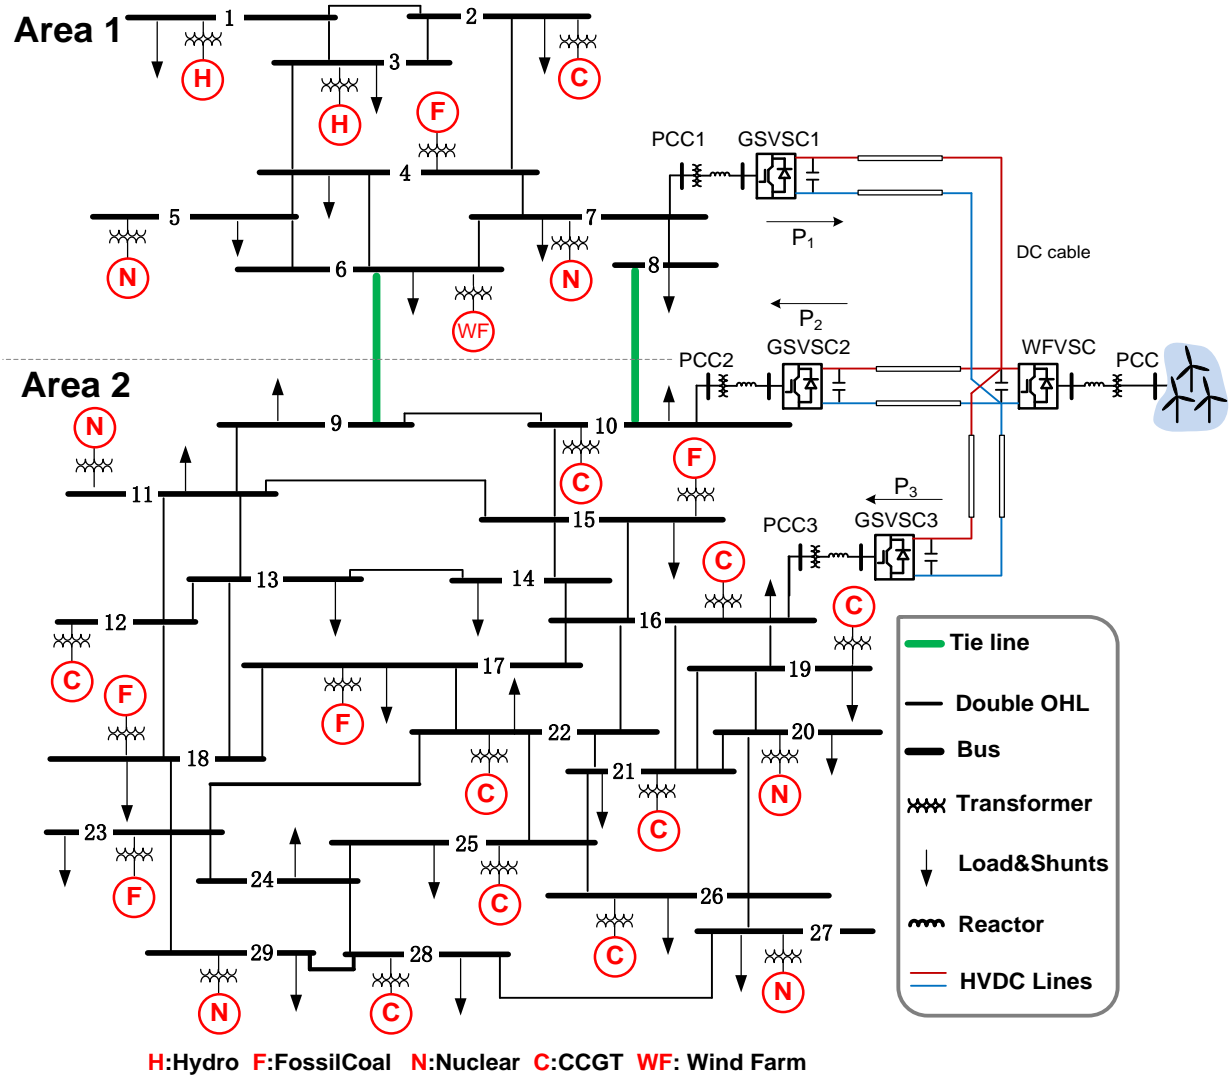 Area 1
1
2
3
H
C
H
F
4
5
7
N
6
N
8
WF
PCC1
GSVSC1
P1
DC cable
P2
PCC2
GSVSC2
WFVSC
PCC
Area 2
9
10
N
C
F
11
15
P3
PCC3
GSVSC3
13
14
C
12
16
C
C
17
19
F
F
18
22
20
21
C
N
C
23
25
24
F
C
26
27
C
29
28
N
C
N
Tie line
Double OHL
Bus
Transformer
Load&Shunts
Reactor
HVDC Lines
H:Hydro F:FossilCoal N:Nuclear C:CCGT WF: Wind Farm